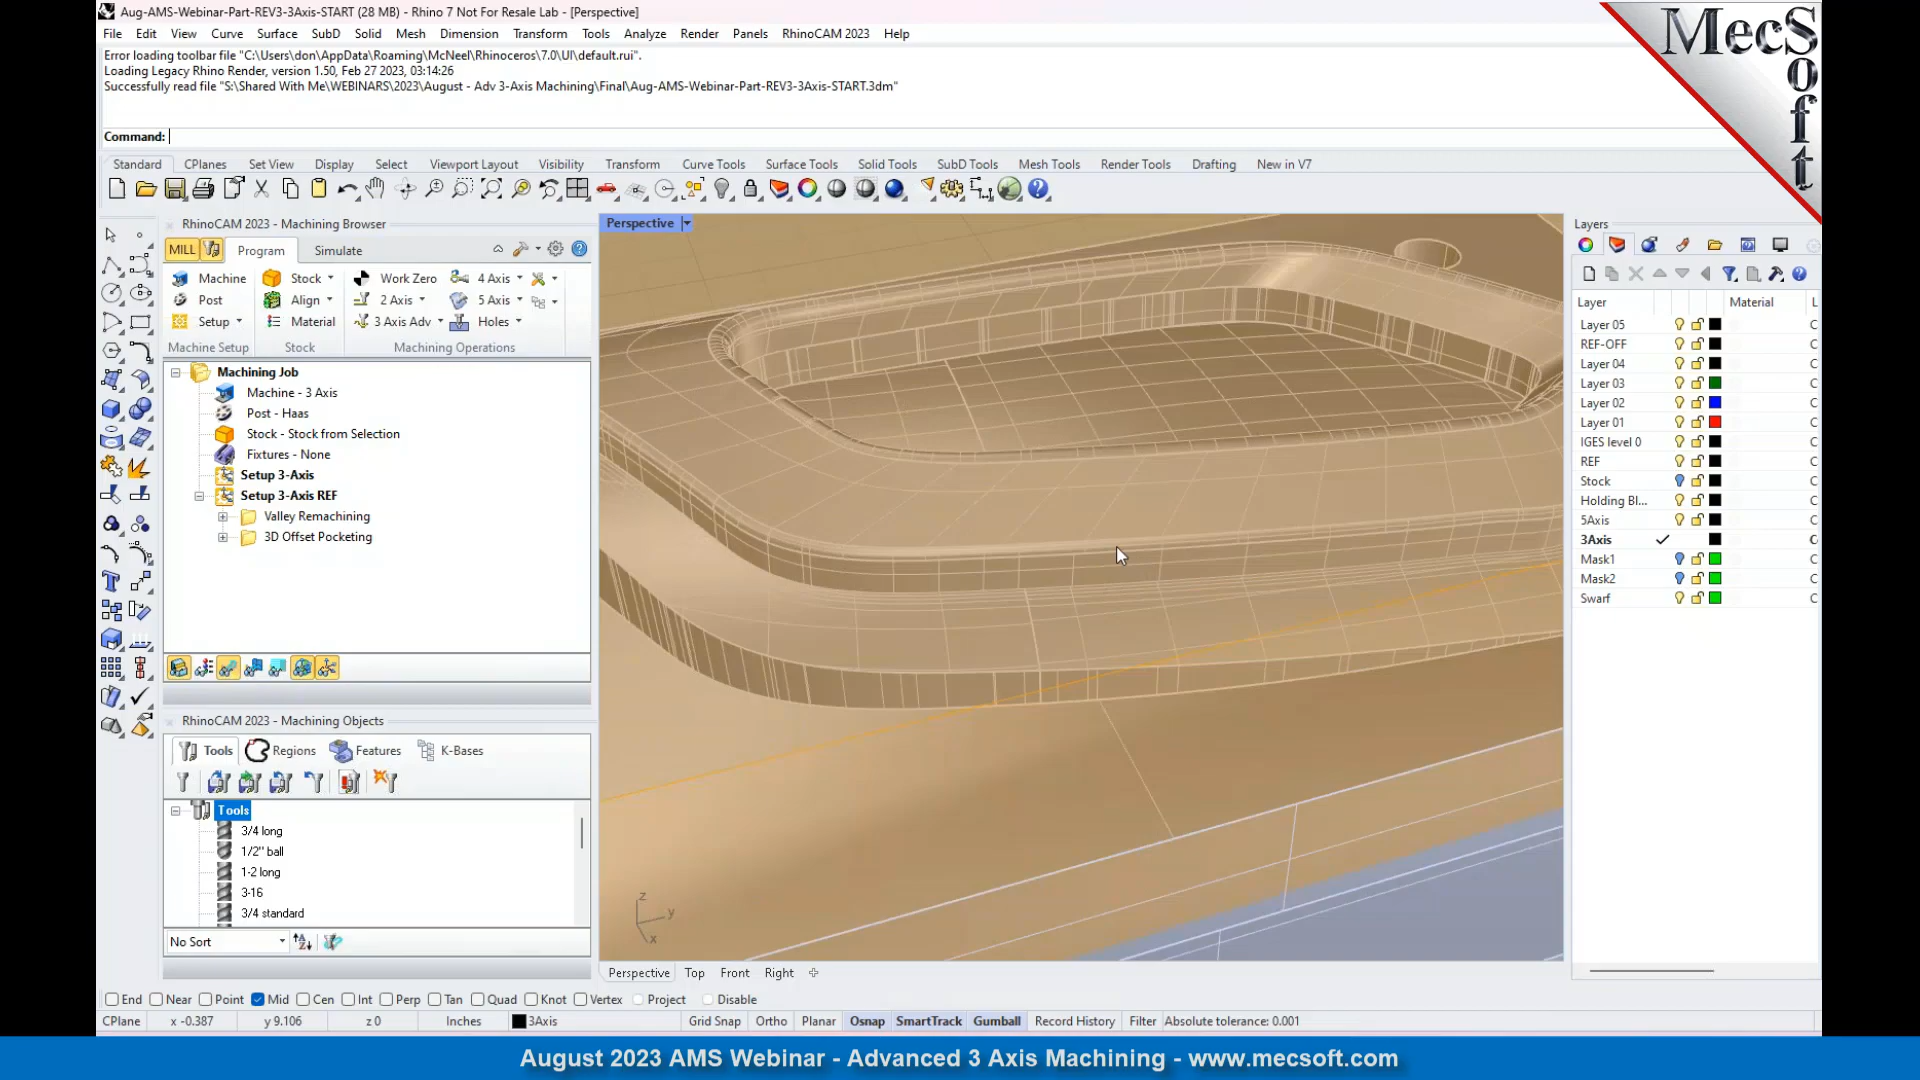 Aug-AMS-Webinar-Part-REV3-3Axis-START (28 MB) - Rhino 7 Not For Resale Lab - [Perspective]
File Edit View Curve Surface SubD Solid Mesh Dimension Transform Tools Analyze Render Panels RhinoCAM 2023 Help
Error loading toolbar file "C:\Users\don\AppData\Roaming\McNeel\Rhinoceros\7.0\UI\default.rui".
Loading Legacy Rhino Render, version 1.50, Feb 27 2023, 03:14:26
Successfully read file "S:\Shared With Me\WEBINARS\2023\August - Adv 3-Axis Machining\Final\Aug-AMS-Webinar-Part-REV3-3Axis-START.3dm"
Command:
MecSoft
Standard CPlanes Set View Display Select Viewport Layout Visibility Transform Curve Tools Surface Tools Solid Tools SubD Tools Mesh Tools Render Tools Drafting New in V7
RhinoCAM 2023 - Machining Browser
MILL Program Simulate
Machine Stock Work Zero 4 Axis
Post Align 2 Axis 5 Axis
Setup Material 3 Axis Adv Holes
Machine Setup Stock Machining Operations
Machining Job
Machine - 3 Axis
Post - Haas
Stock - Stock from Selection
Fixtures - None
Setup 3-Axis
Setup 3-Axis REF
Valley Remachining
3D Offset Pocketing
RhinoCAM 2023 - Machining Objects
Tools Regions Features K-Bases
Tools
3/4 long
1/2" ball
1-2 long
3-16
3/4 standard
No Sort
Perspective
z
y
x
Perspective Top Front Right
Layers
Layer Material L
Layer 05 C
REF-OFF C
Layer 04 C
Layer 03 C
Layer 02 C
Layer 01 C
IGES level 0 C
REF C
Stock C
Holding Bl... C
5Axis C
3Axis C
Mask1 C
Mask2 C
Swarf C
End Near Point Mid Cen Int Perp Tan Quad Knot Vertex Project Disable
CPlane x -0.387 y 9.106 z 0 Inches 3Axis Grid Snap Ortho Planar Osnap SmartTrack Gumball Record History Filter Absolute tolerance: 0.001
August 2023 AMS Webinar - Advanced 3 Axis Machining - www.mecsoft.com